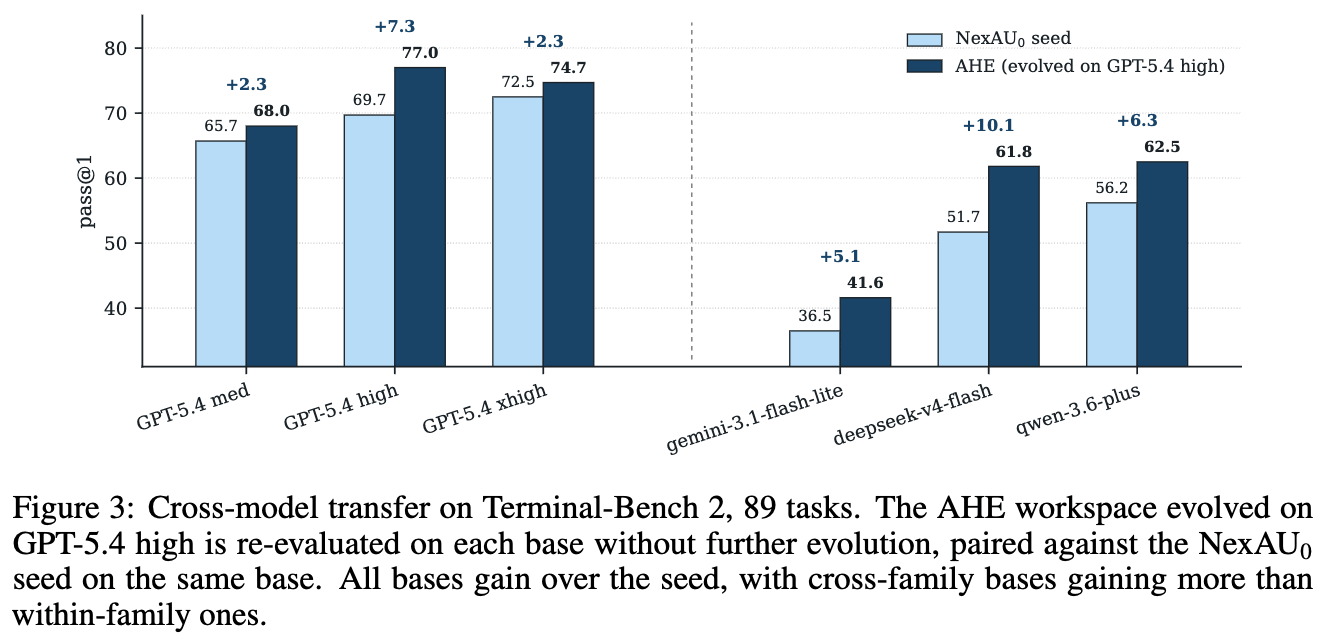 +7.3
77.0
+2.3
74.7
72.5
69.7
+2.3
68.0
65.7
NexAU₀ seed
AHE (evolved on GPT-5.4 high)
+10.1
61.8
51.7
+6.3
62.5
56.2
+5.1
41.6
36.5
80
70
60
50
40
pass@1
GPT-5.4 med
GPT-5.4 high
GPT-5.4 xhigh
gemini-3.1-flash-lite
deepseek-v4-flash
qwen-3.6-plus
Figure 3: Cross-model transfer on Terminal-Bench 2, 89 tasks. The AHE workspace evolved on
GPT-5.4 high is re-evaluated on each base without further evolution, paired against the NexAU₀
seed on the same base. All bases gain over the seed, with cross-family bases gaining more than
within-family ones.